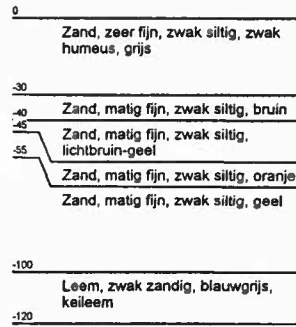 0
Zand, zeer fijn, zwak siltig, zwak
humeus, grijs
-30
Zand, matig fijn, zwak siltig, bruin
-40
-45
Zand, matig fijn, zwak siltig,
lichtbruin-geel
-55
Zand, matig fijn, zwak siltig, oranje
Zand, matig fijn, zwak siltig, geel
-100
Leem, zwak zandig, blauwgrijs,
keileem
-120